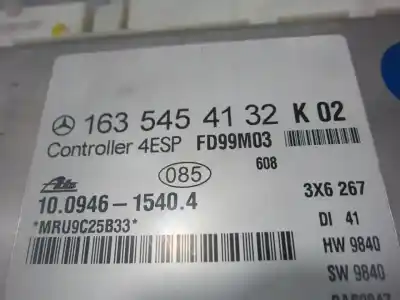 163 545 41 32 K 02
Controller 4ESP FD99M03
608
085
Ate
10.0946-1540.4
3X6 267
*MRU9C25B33*
DI 41
HW 9840
SW 9840